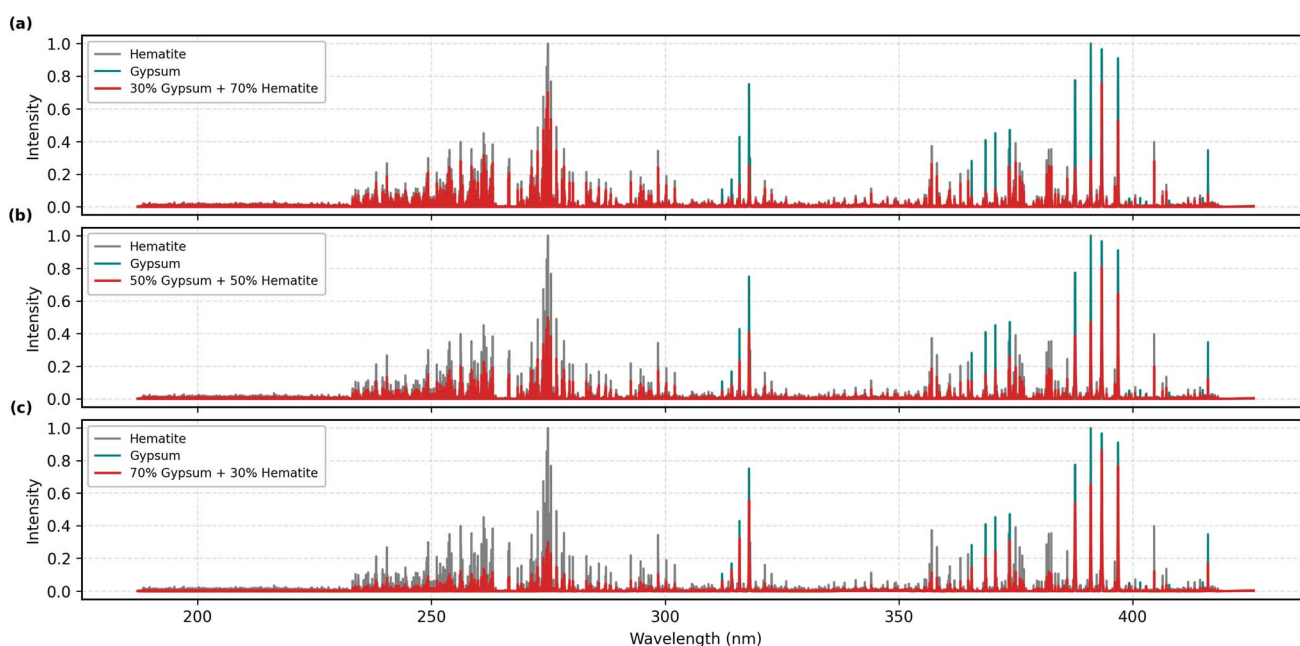 (a)
1.0
0.8
0.6
0.4
0.2
0.0
Intensity
Hematite
Gypsum
30% Gypsum + 70% Hematite
(b)
1.0
0.8
0.6
0.4
0.2
0.0
Intensity
Hematite
Gypsum
50% Gypsum + 50% Hematite
(c)
1.0
0.8
0.6
0.4
0.2
0.0
Intensity
Hematite
Gypsum
70% Gypsum + 30% Hematite
200 250 300 350 400
Wavelength (nm)